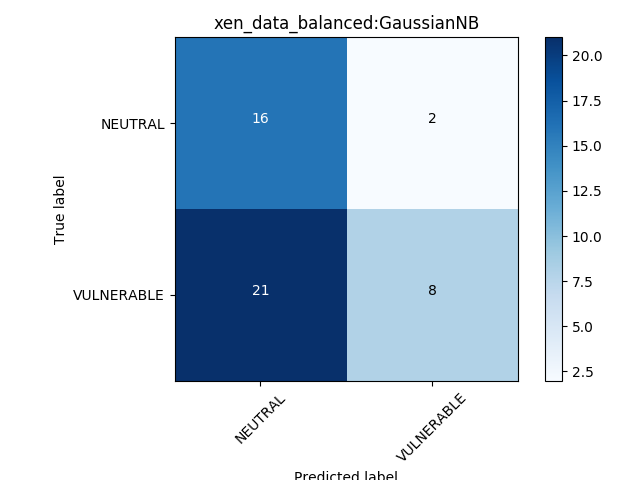 xen_data_balanced:GaussianNB
True label
NEUTRAL
VULNERABLE
16
2
21
8
NEUTRAL
VULNERABLE
Predicted label
20.0
17.5
15.0
12.5
10.0
7.5
5.0
2.5